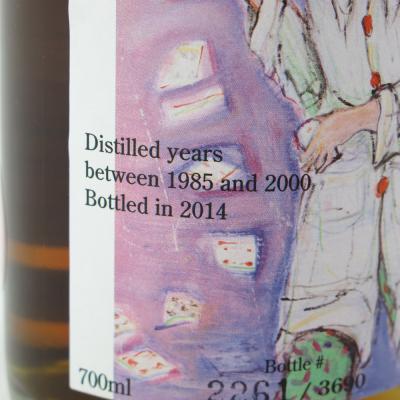 Distilled years
between 1985 and 2000
Bottled in 2014
Bottle #
700ml
2261/3690